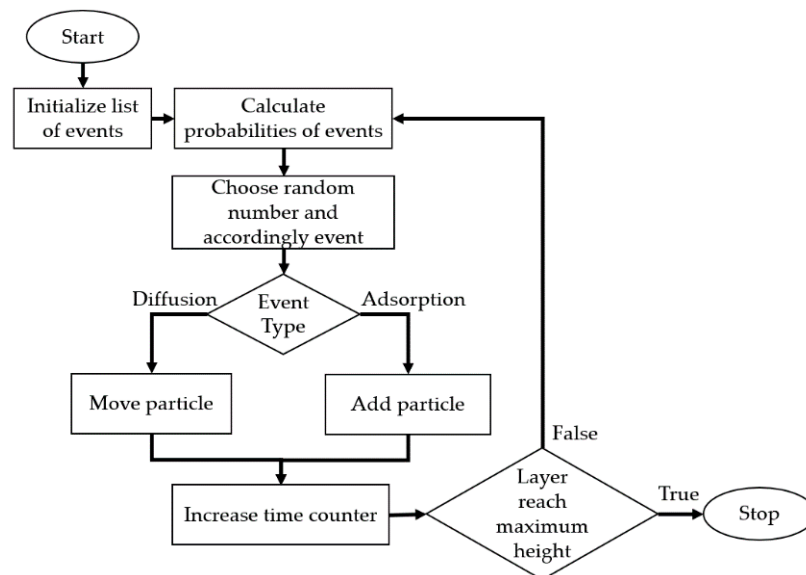 Start
Initialize list
of events
Calculate
probabilities of events
Choose random
number and
accordingly event
Diffusion
Event
Type
Adsorption
Move particle
Add particle
Increase time counter
Layer
reach
maximum
height
False
True
Stop